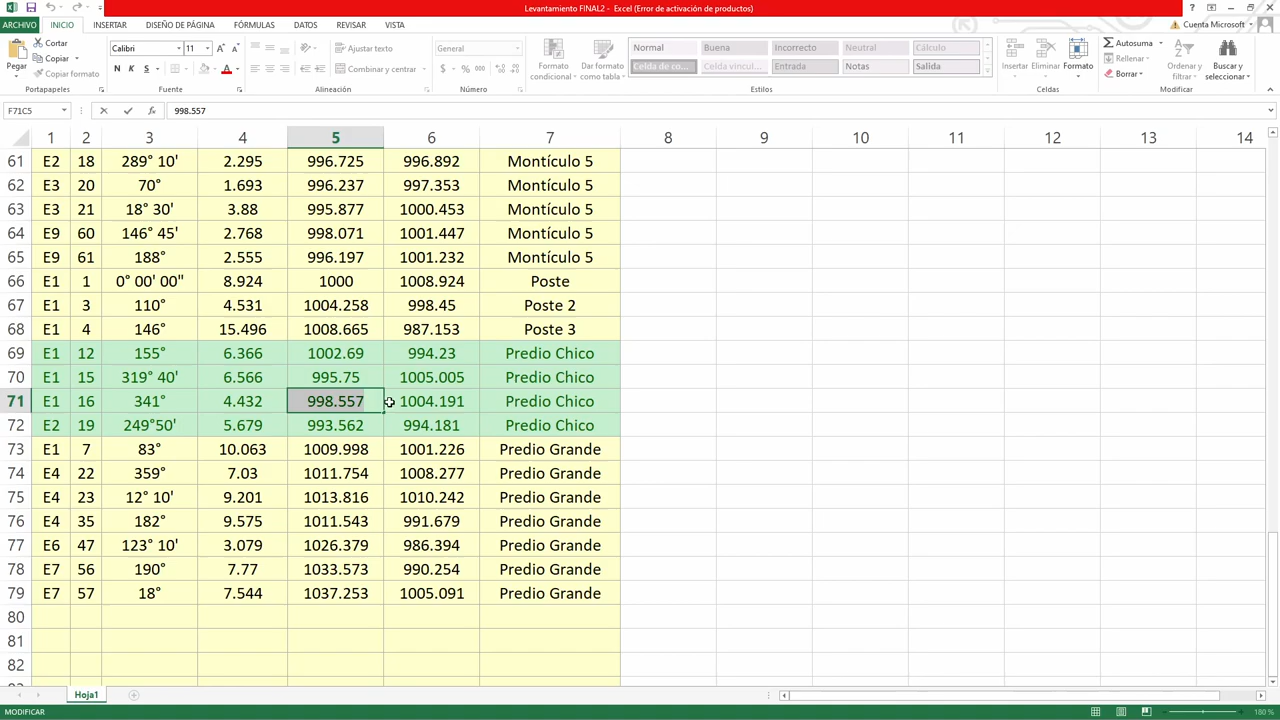 Levantamiento FINAL2 - Excel (Error de activación de productos)
ARCHIVO INICIO INSERTAR DISEÑO DE PÁGINA FÓRMULAS DATOS REVISAR VISTA Cuenta Microsoft
Pegar
Cortar
Copiar
Copiar formato
Portapapeles
Calibri 11
N K S
Fuente
Ajustar texto
Combinar y centrar
Alineación
General
$ % 000
Número
Formato condicional
Dar formato como tabla
Normal Buena Incorrecto Neutral Cálculo
Celda de co... Celda vincul... Entrada Notas Salida
Estilos
Insertar Eliminar Formato
Celdas
Autosuma
Rellenar
Borrar
Ordenar y filtrar
Buscar y seleccionar
Modificar
F71C5 fx 998.557
1 2 3 4 5 6 7 8 9 10 11 12 13 14
61 E2 18 289° 10' 2.295 996.725 996.892 Montículo 5
62 E3 20 70° 1.693 996.237 997.353 Montículo 5
63 E3 21 18° 30' 3.88 995.877 1000.453 Montículo 5
64 E9 60 146° 45' 2.768 998.071 1001.447 Montículo 5
65 E9 61 188° 2.555 996.197 1001.232 Montículo 5
66 E1 1 0° 00' 00" 8.924 1000 1008.924 Poste
67 E1 3 110° 4.531 1004.258 998.45 Poste 2
68 E1 4 146° 15.496 1008.665 987.153 Poste 3
69 E1 12 155° 6.366 1002.69 994.23 Predio Chico
70 E1 15 319° 40' 6.566 995.75 1005.005 Predio Chico
71 E1 16 341° 4.432 998.557 1004.191 Predio Chico
72 E2 19 249°50' 5.679 993.562 994.181 Predio Chico
73 E1 7 83° 10.063 1009.998 1001.226 Predio Grande
74 E4 22 359° 7.03 1011.754 1008.277 Predio Grande
75 E4 23 12° 10' 9.201 1013.816 1010.242 Predio Grande
76 E4 35 182° 9.575 1011.543 991.679 Predio Grande
77 E6 47 123° 10' 3.079 1026.379 986.394 Predio Grande
78 E7 56 190° 7.77 1033.573 990.254 Predio Grande
79 E7 57 18° 7.544 1037.253 1005.091 Predio Grande
80
81
82
Hoja1
MODIFICAR 180 %